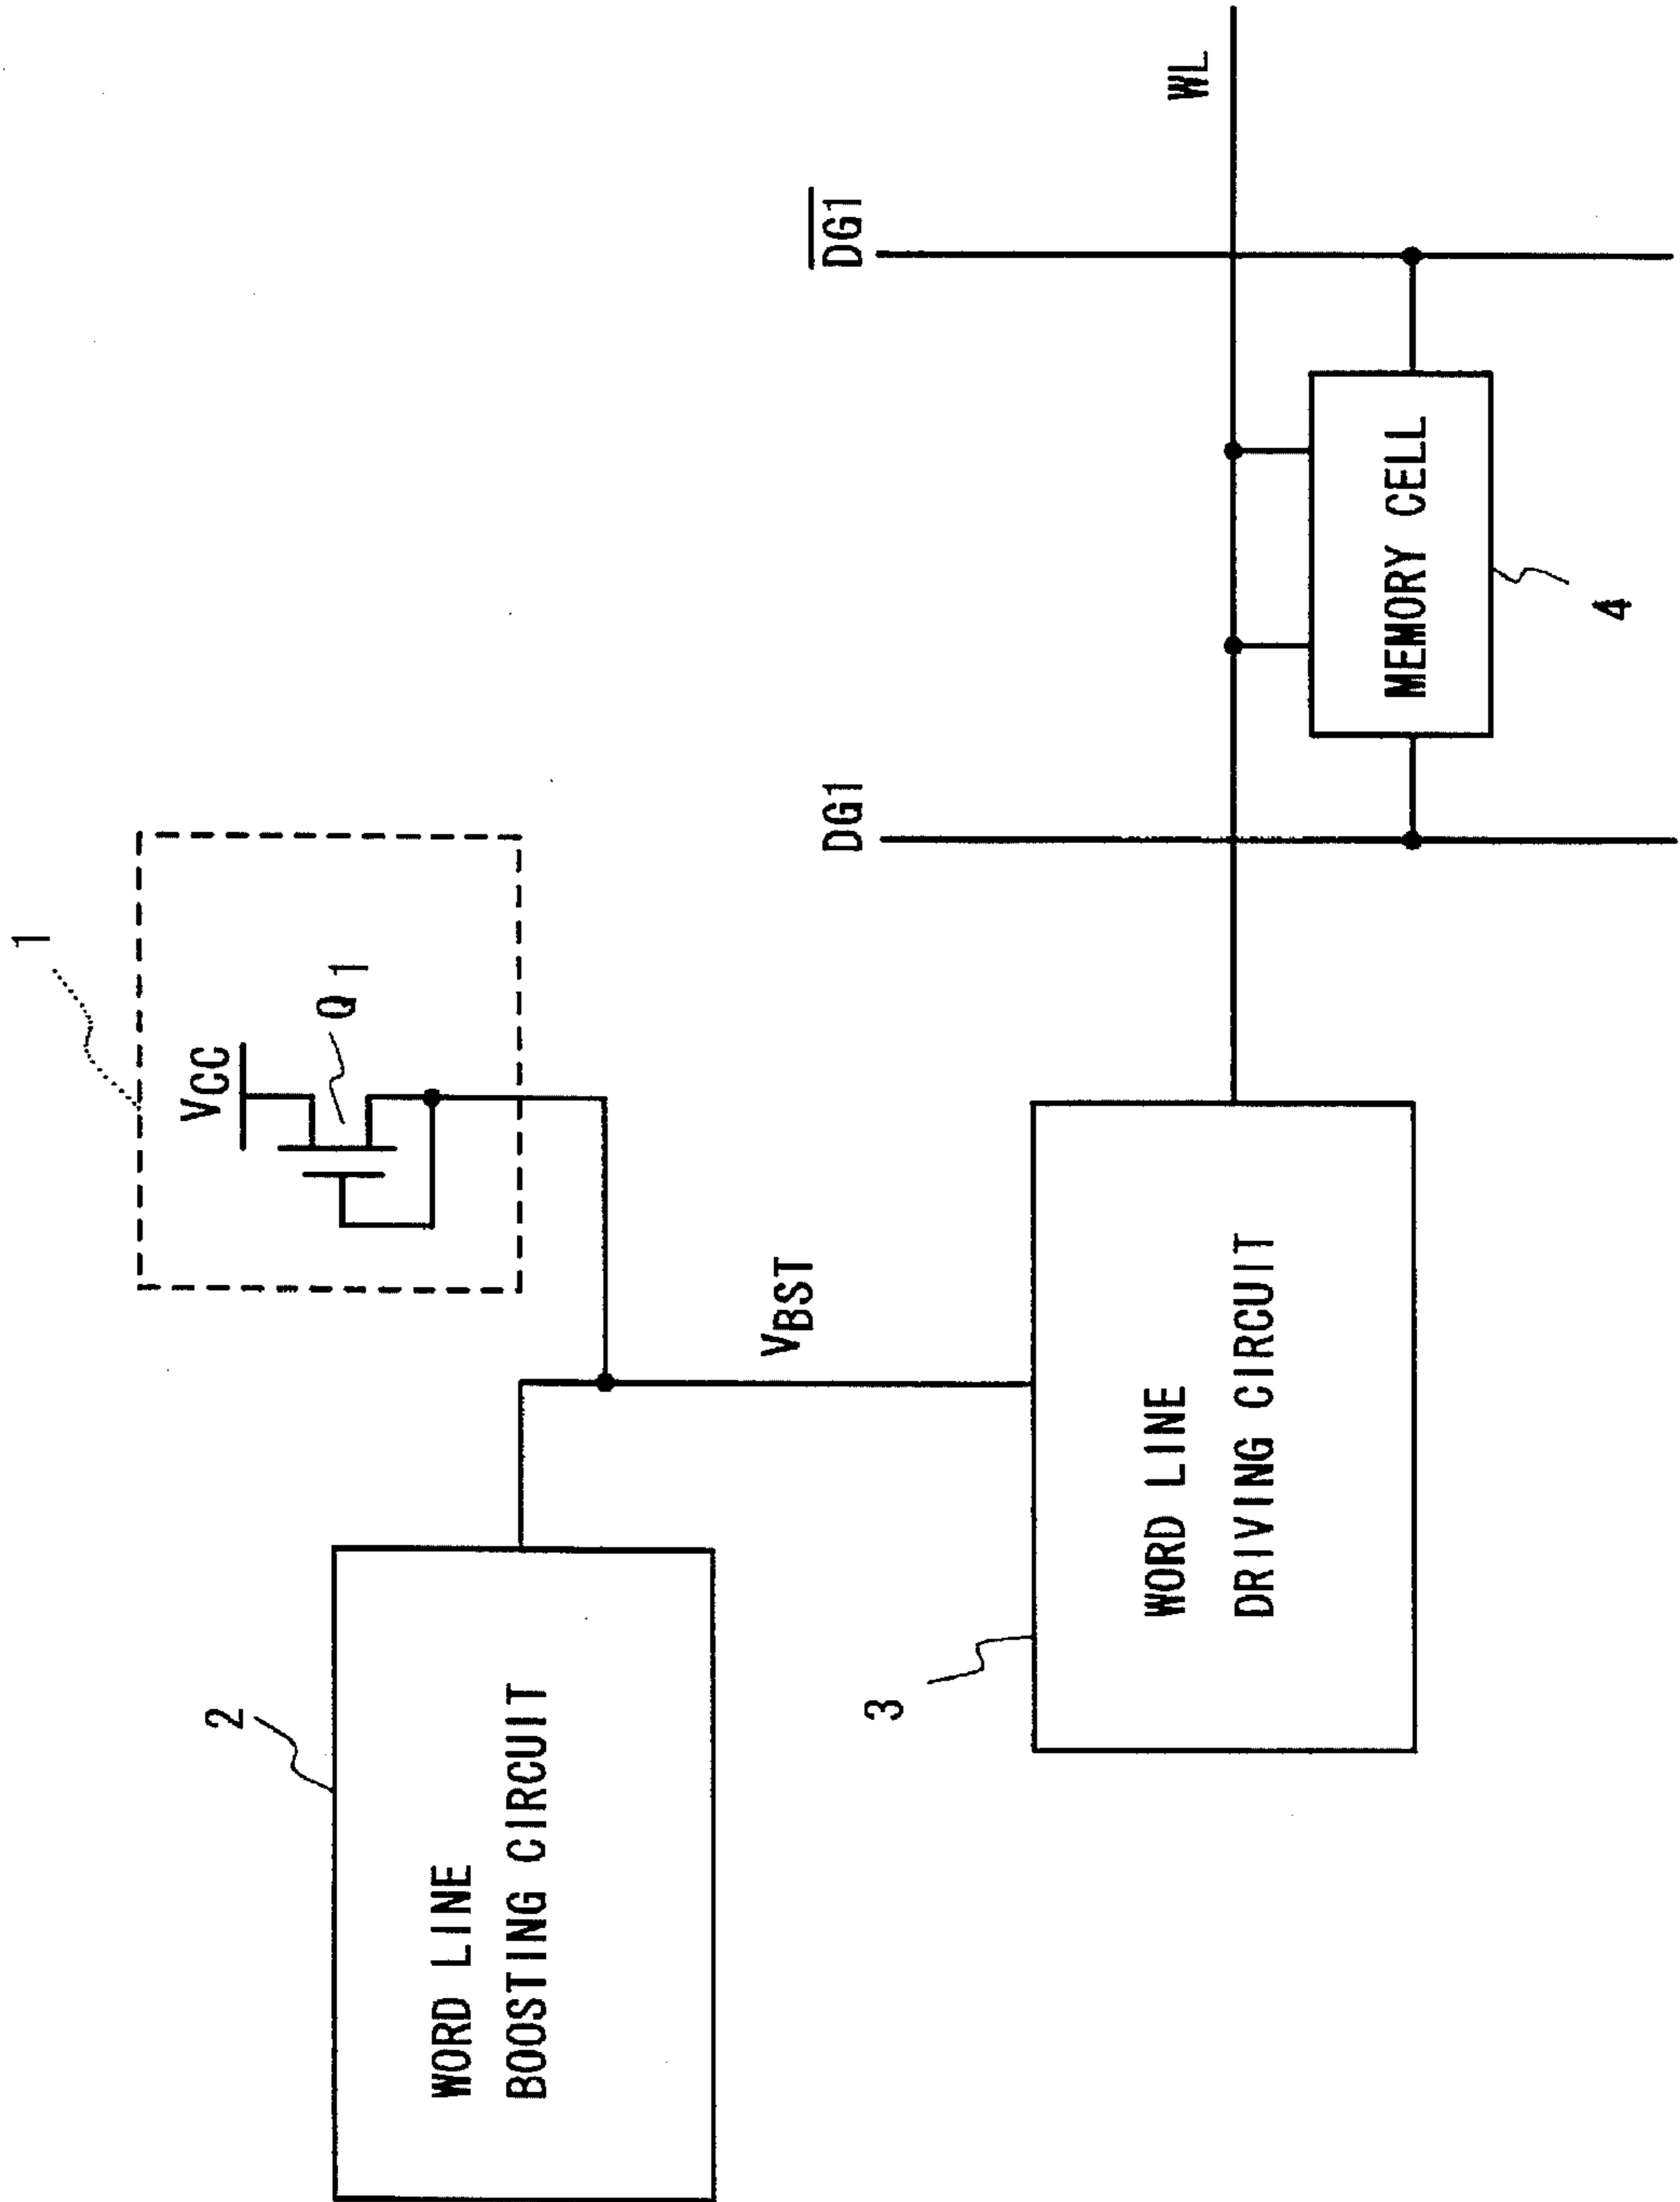 1
VCC
Q1
2
WORD LINE
BOOSTING CIRCUIT
VBST
3
WORD LINE
DRIVING CIRCUIT
DG1
D̅G̅1̅
WL
MEMORY CELL
4